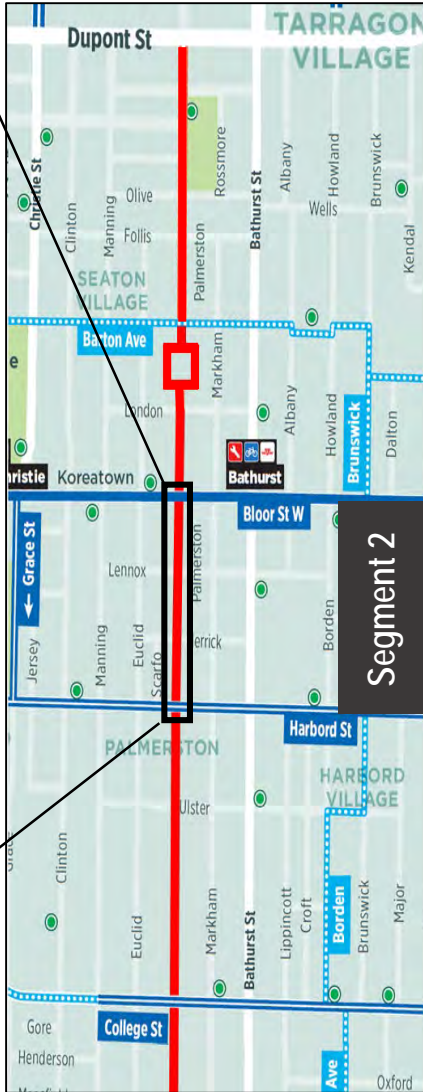 Dupont St
TARRAGON
VILLAGE
Christie St
Clinton
Manning
Olive
Follis
Palmerston
Rossmore
Bathurst St
Albany
Wells
Howland
Brunswick
Kendal
SEATON
VILLAGE
Barton Ave
London
Markham
Albany
Howland
Brunswick
Dalton
Koreatown
Bathurst
Bloor St W
← Grace St
Jersey
Manning
Lennox
Euclid
Scarfo
Palmerston
Borden
Segment 2
Harbord St
PALMERSTON
HARBORD
VILLAGE
Ulster
Clinton
Euclid
Markham
Bathurst St
Lippincott
Croft
Borden
Brunswick
Major
College St
Gore
Henderson
Ave
Oxford